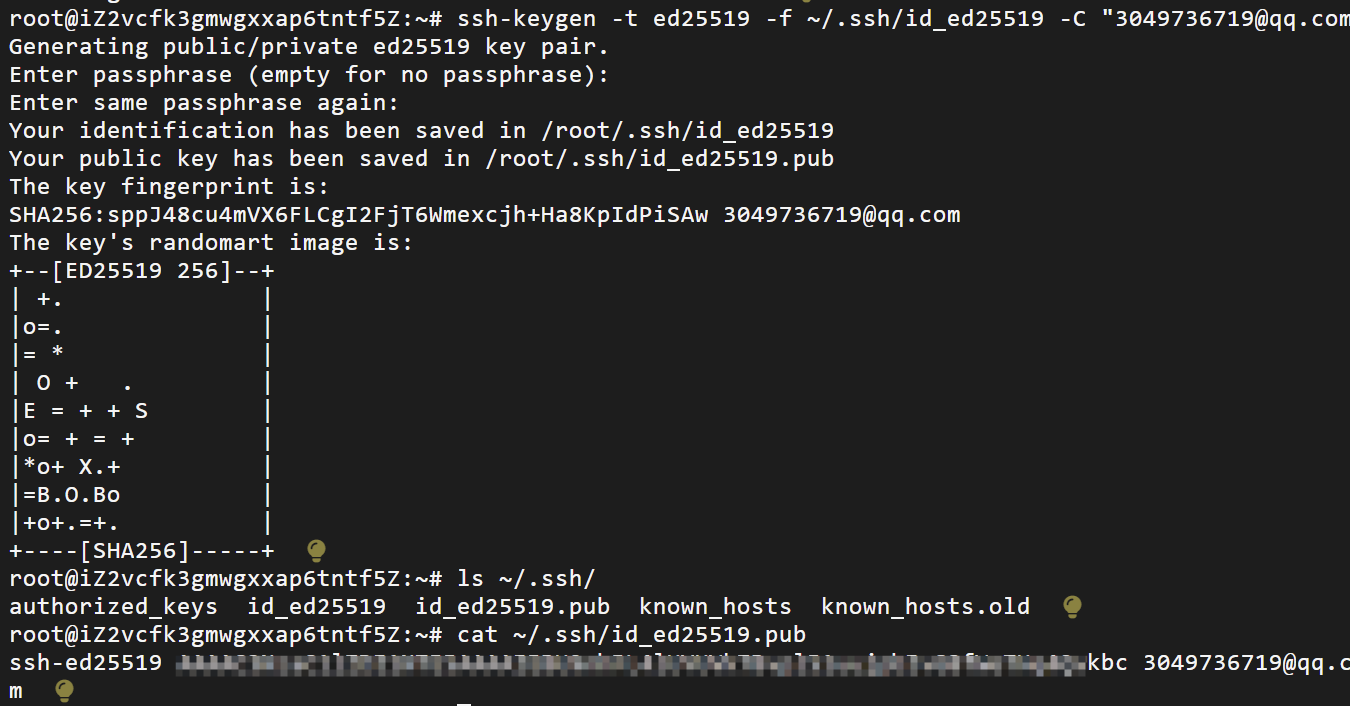 root@iZ2vcfk3gmwgxxap6tntf5Z:~# ssh-keygen -t ed25519 -f ~/.ssh/id_ed25519 -C "3049736719@qq.com
Generating public/private ed25519 key pair.
Enter passphrase (empty for no passphrase):
Enter same passphrase again:
Your identification has been saved in /root/.ssh/id_ed25519
Your public key has been saved in /root/.ssh/id_ed25519.pub
The key fingerprint is:
SHA256:sppJ48cu4mVX6FLCgI2FjT6Wmexcjh+Ha8KpIdPiSAw 3049736719@qq.com
The key's randomart image is:
+--[ED25519 256]--+
| +.              |
|o=.              |
|= *              |
| O +   .         |
|E = + + S        |
|o= + = +         |
|*o+ X.+          |
|=B.O.Bo          |
|+o+.=+.          |
+----[SHA256]-----+
root@iZ2vcfk3gmwgxxap6tntf5Z:~# ls ~/.ssh/
authorized_keys  id_ed25519  id_ed25519.pub  known_hosts  known_hosts.old
root@iZ2vcfk3gmwgxxap6tntf5Z:~# cat ~/.ssh/id_ed25519.pub
ssh-ed25519 kbc 3049736719@qq.c
m